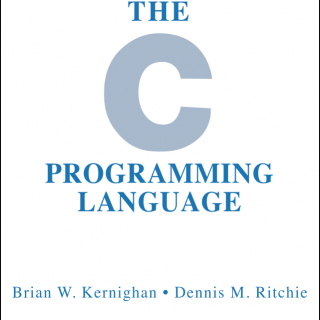 THE
C
PROGRAMMING
LANGUAGE
Brian W. Kernighan • Dennis M. Ritchie